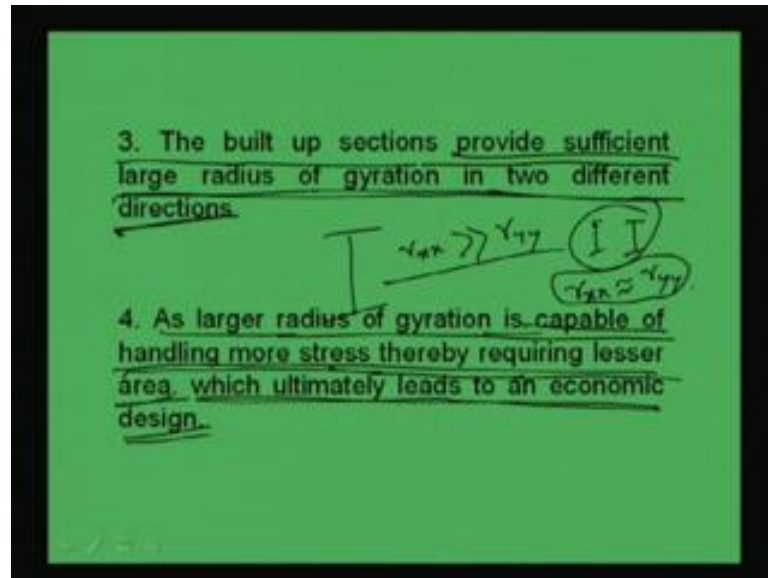 3. The built up sections provide sufficient
large radius of gyration in two different
directions.
I rxx >> ryy I I
rxx ≈ ryy
4. As larger radius of gyration is capable of
handling more stress thereby requiring lesser
area, which ultimately leads to an economic
design.